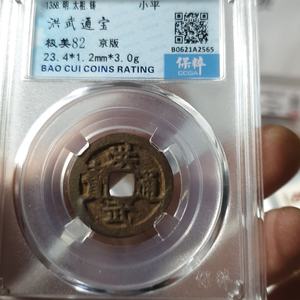 1368 明 太祖 铸 小平
洪武通宝
极美82 京版
23.4*1.2mm*3.0g
BAO CUI COINS RATING
B0621A2565
保粹
洪武通寳